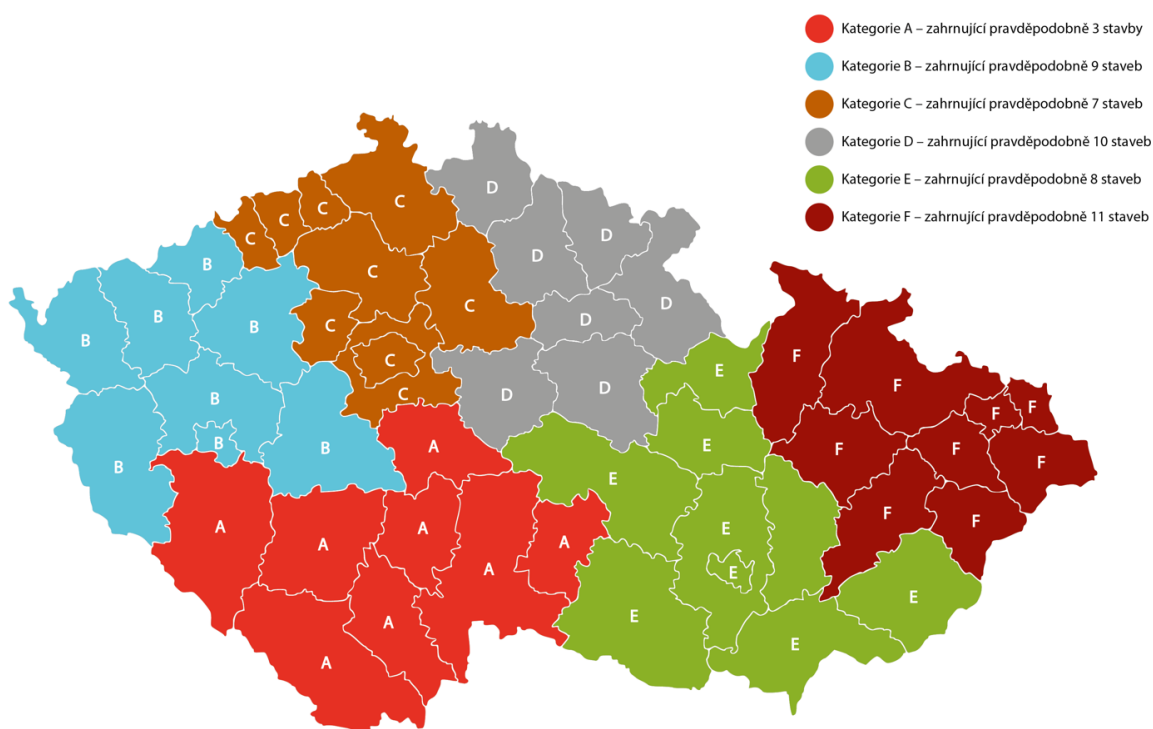 Kategorie A – zahrnující pravděpodobně 3 stavby
Kategorie B – zahrnující pravděpodobně 9 staveb
Kategorie C – zahrnující pravděpodobně 7 staveb
Kategorie D – zahrnující pravděpodobně 10 staveb
Kategorie E – zahrnující pravděpodobně 8 staveb
Kategorie F – zahrnující pravděpodobně 11 staveb
D
C
C
C
C
D
C
D
B
C
D
B
C
D
B
C
D
B
B
F
C
E
F
D
C
D
B
F
F
A
B
E
B
A
F
F
F
B
E
F
A
A
E
F
A
A
A
E
E
F
A
E
A
E
E
A